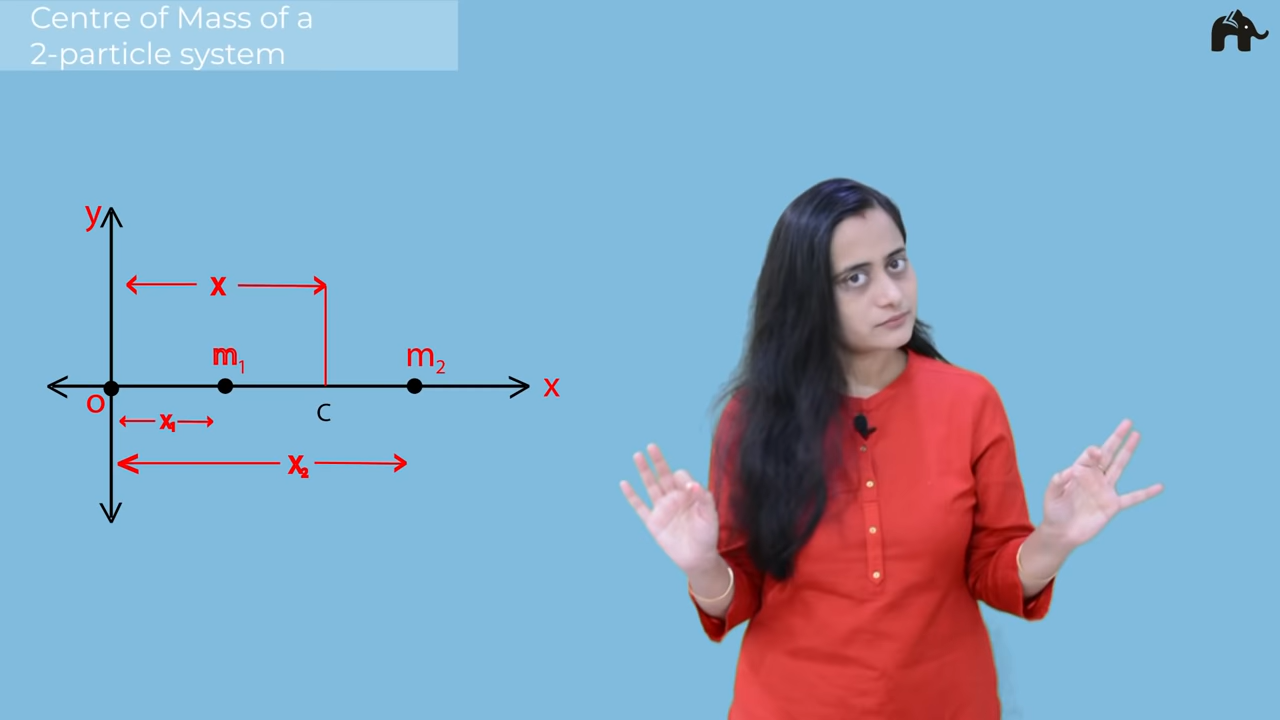 Centre of Mass of a
2-particle system
y
x
m₁
m₂
x
o
C
x₁
x₂